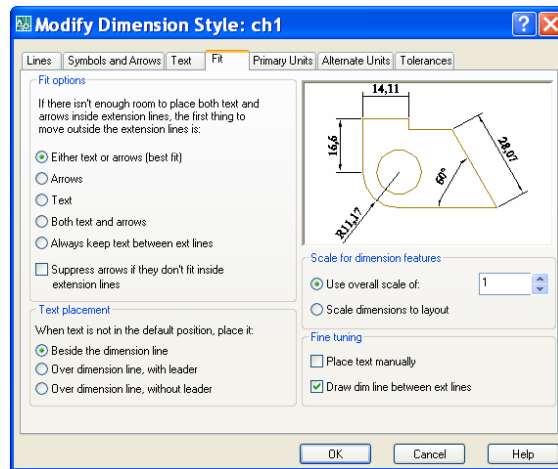 Modify Dimension Style: ch1
Lines
Symbols and Arrows
Text
Fit
Primary Units
Alternate Units
Tolerances
Fit options
If there isn't enough room to place both text and
arrows inside extension lines, the first thing to
move outside the extension lines is:
Either text or arrows (best fit)
Arrows
Text
Both text and arrows
Always keep text between ext lines
Suppress arrows if they don't fit inside
extension lines
Text placement
When text is not in the default position, place it:
Beside the dimension line
Over dimension line, with leader
Over dimension line, without leader
14,11
16,6
28,07
60°
R11,17
Scale for dimension features
Use overall scale of:
1
Scale dimensions to layout
Fine tuning
Place text manually
Draw dim line between ext lines
OK
Cancel
Help